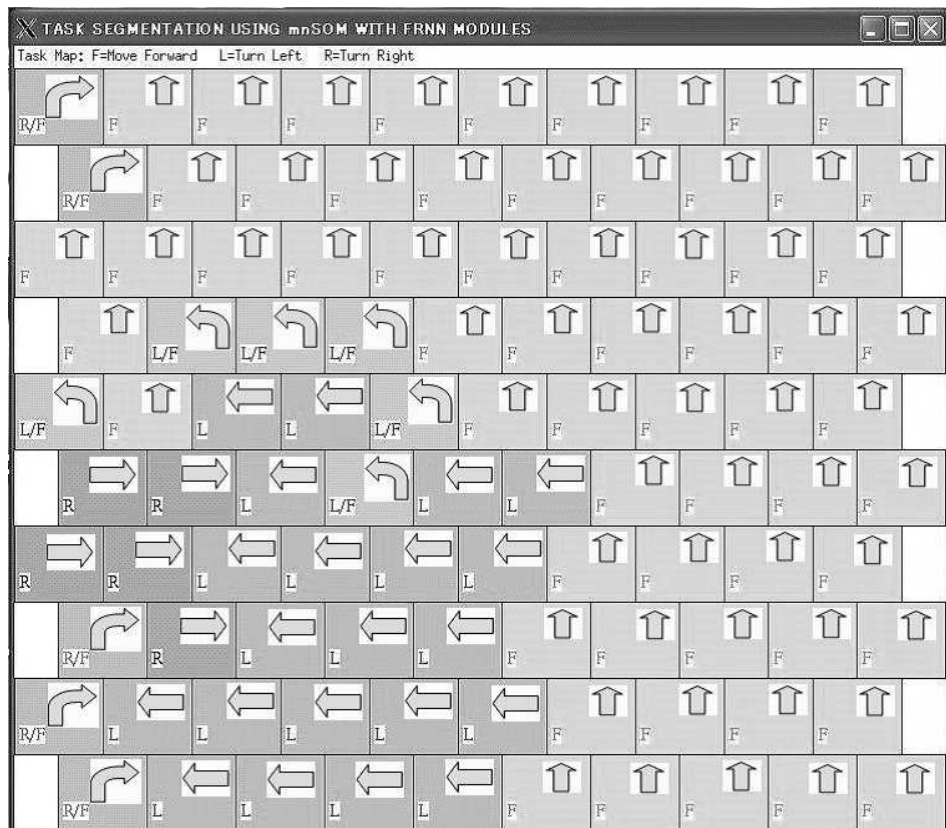 TASK SEGMENTATION USING mnSOM WITH FRNN MODULES
Task Map: F=Move Forward L=Turn Left R=Turn Right
R/F F F F F F F F F F
R/F F F F F F F F F F
F F F F F F F F F F
F L/F L/F L/F F F F F F F
L/F F L L L/F F F F F F
R R L L/F L L F F F F
R R L L L L F F F F
R/F R L L L F F F F F
R/F L L L L L F F F F
R/F L L L L F F F F F